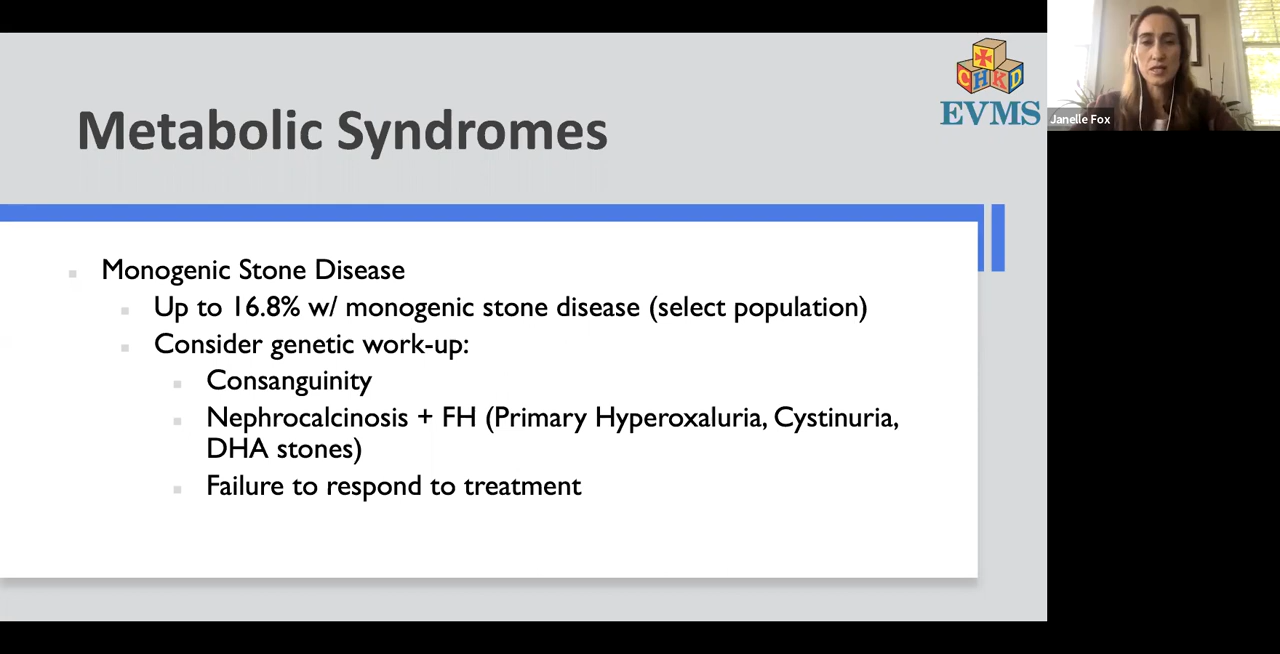 CHKD
EVMS
Janelle Fox
Metabolic Syndromes
Monogenic Stone Disease
Up to 16.8% w/ monogenic stone disease (select population)
Consider genetic work-up:
Consanguinity
Nephrocalcinosis + FH (Primary Hyperoxaluria, Cystinuria,
DHA stones)
Failure to respond to treatment